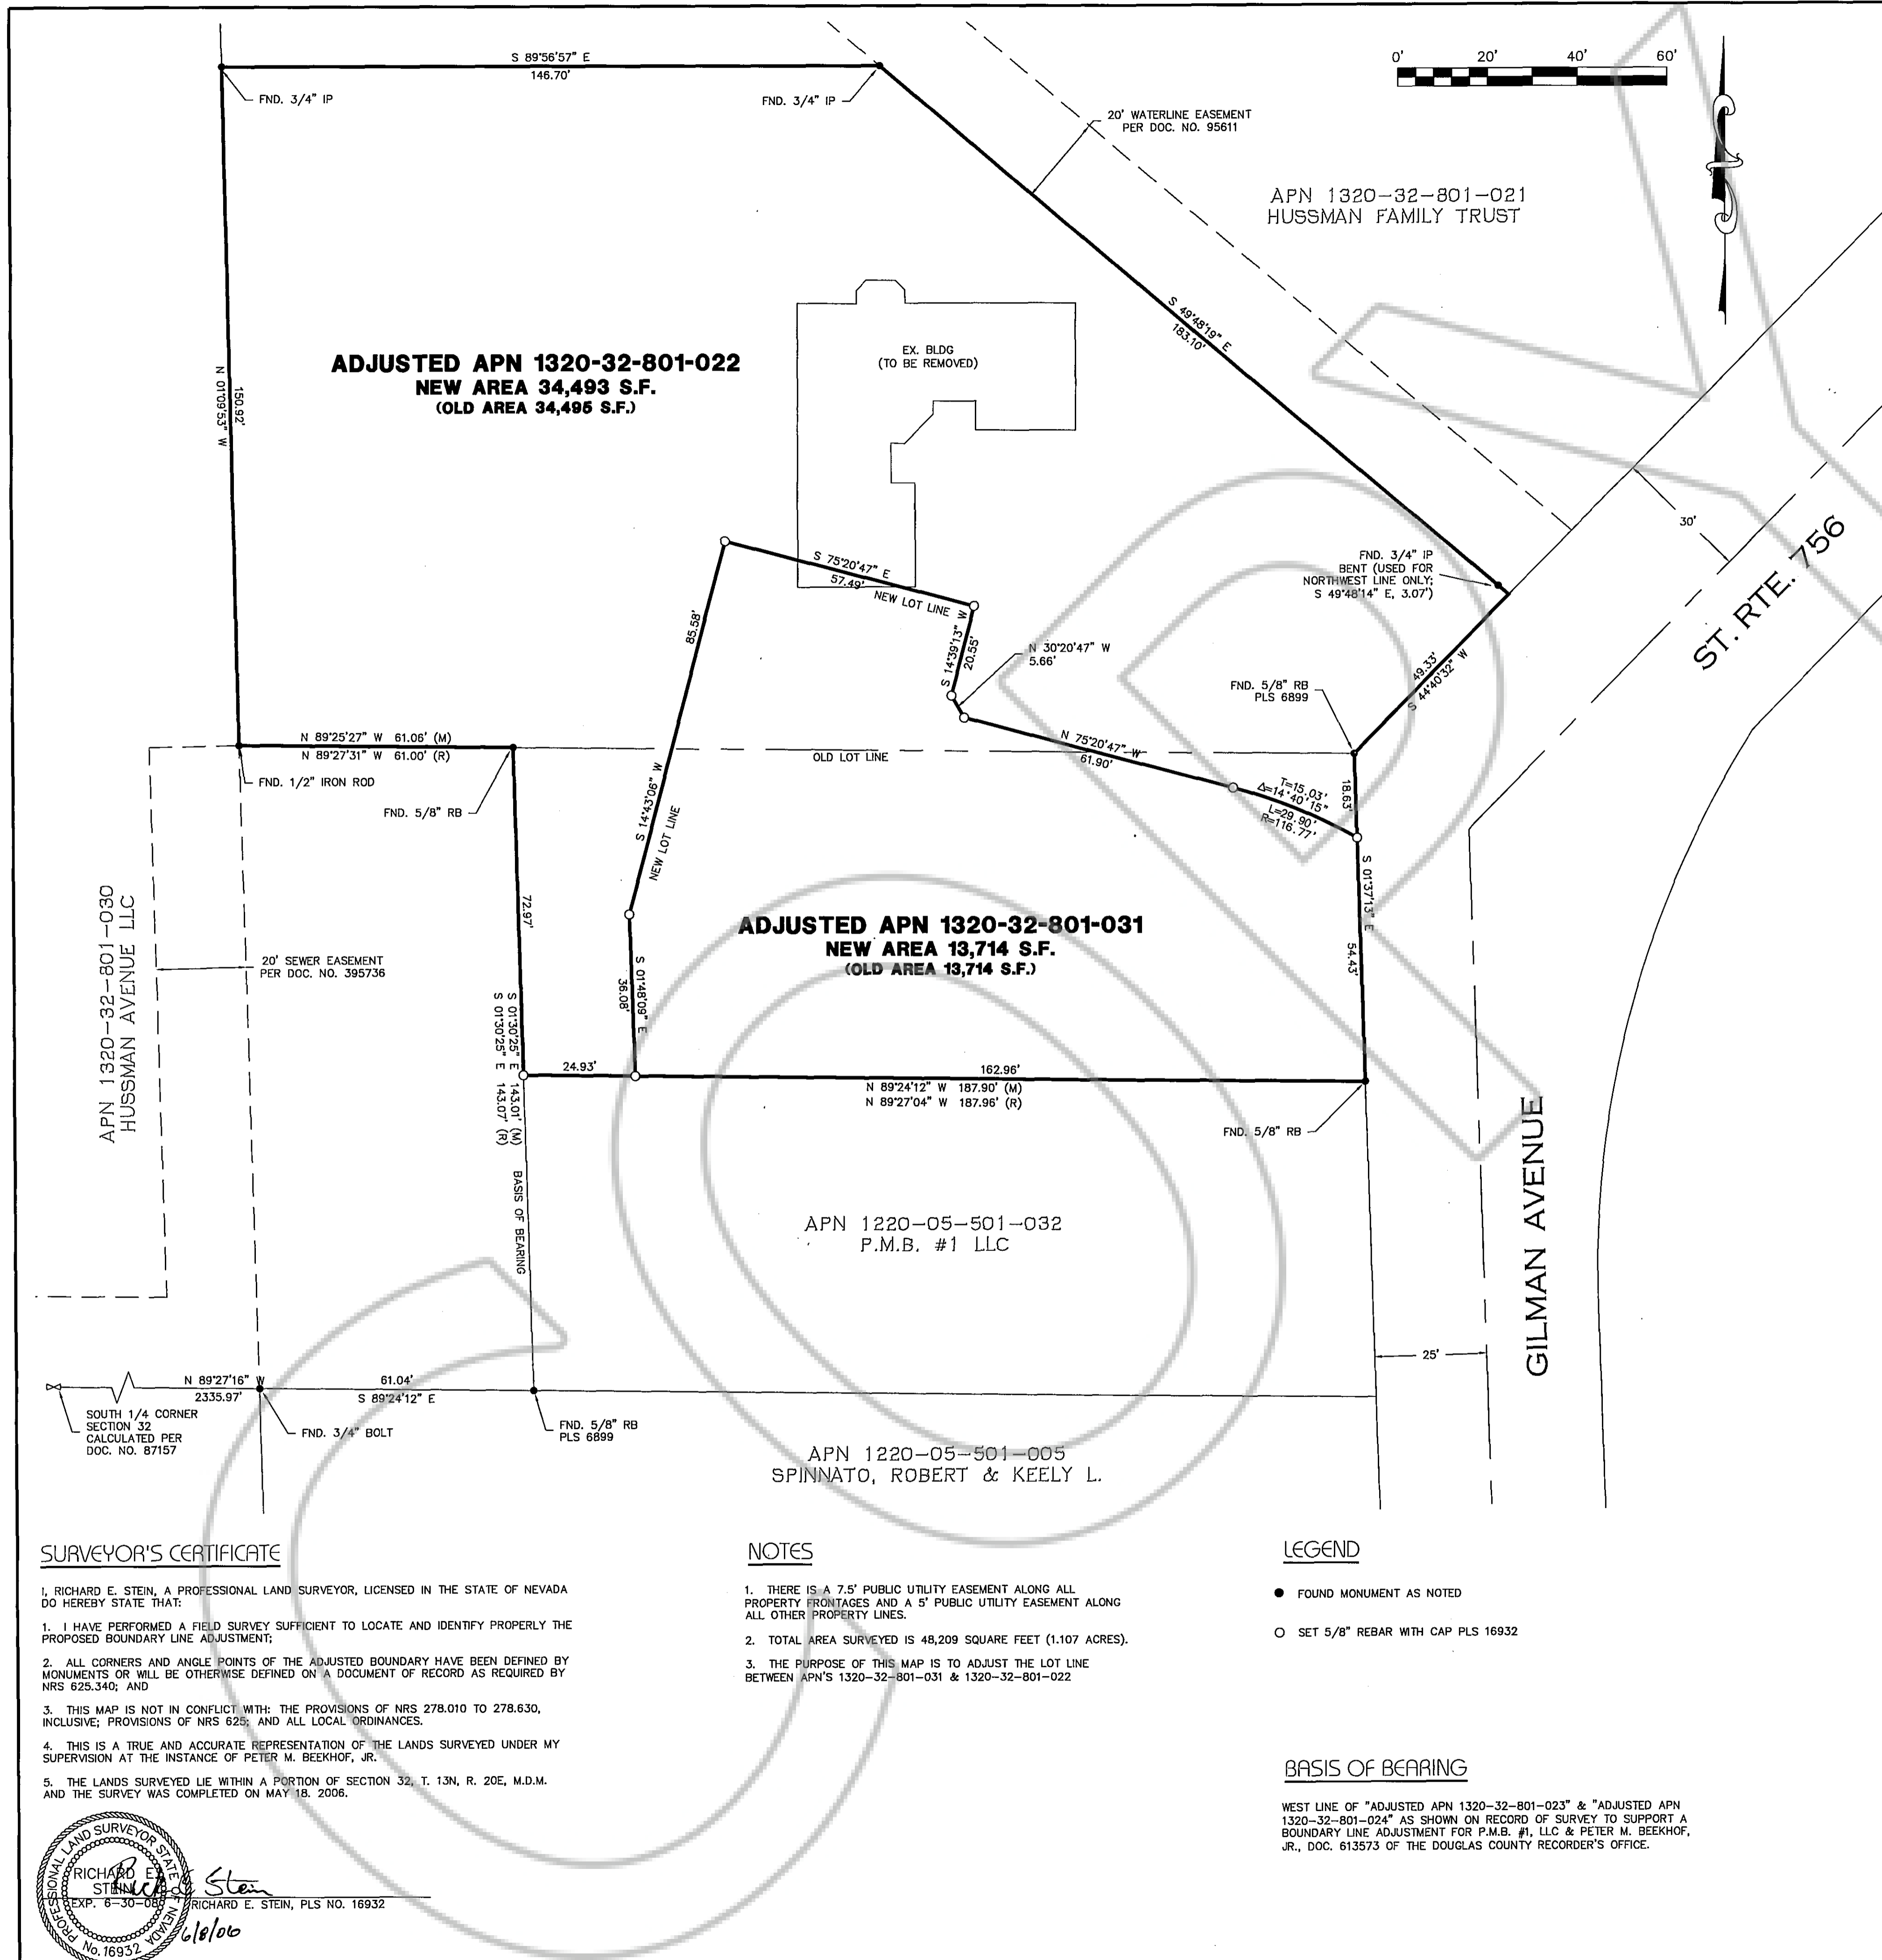 S 89°56'57" E
146.70'
FND. 3/4" IP
FND. 3/4" IP
0' 20' 40' 60'
20' WATERLINE EASEMENT
PER DOC. NO. 95611
APN 1320-32-801-021
HUSSMAN FAMILY TRUST
S 49°48'19" E
183.10'
EX. BLDG
(TO BE REMOVED)
ADJUSTED APN 1320-32-801-022
NEW AREA 34,493 S.F.
(OLD AREA 34,495 S.F.)
N 01°09'53" W
150.92'
30'
ST. RTE. 756
FND. 3/4" IP
BENT (USED FOR
NORTHWEST LINE ONLY;
S 49°48'14" E, 3.07')
S 75°20'47" E
57.49'
NEW LOT LINE
85.58'
S 14°39'13" W
20.55'
N 30°20'47" W
5.66'
FND. 5/8" RB
PLS 6899
49.33'
S 44°40'32" W
N 89°25'27" W 61.06' (M)
N 89°27'31" W 61.00' (R)
OLD LOT LINE
N 75°20'47" W
61.90'
FND. 1/2" IRON ROD
FND. 5/8" RB
T=15.03'
Δ=14°40'15"
L=29.90'
R=116.77'
18.63'
S 14°43'06" W
NEW LOT LINE
S 01°37'13" E
54.43'
72.97'
ADJUSTED APN 1320-32-801-031
NEW AREA 13,714 S.F.
(OLD AREA 13,714 S.F.)
APN 1320-32-801-030
HUSSMAN AVENUE LLC
20' SEWER EASEMENT
PER DOC. NO. 395736
S 01°48'09" E
36.08'
S 01°30'25" E 143.01' (M)
S 01°30'25" E 143.07' (R)
BASIS OF BEARING
24.93'
162.96'
N 89°24'12" W 187.90' (M)
N 89°27'04" W 187.96' (R)
FND. 5/8" RB
GILMAN AVENUE
APN 1220-05-501-032
P.M.B. #1 LLC
25'
N 89°27'16" W
2335.97'
61.04'
S 89°24'12" E
SOUTH 1/4 CORNER
SECTION 32
CALCULATED PER
DOC. NO. 87157
FND. 3/4" BOLT
FND. 5/8" RB
PLS 6899
APN 1220-05-501-005
SPINNATO, ROBERT & KEELY L.
COPY
SURVEYOR'S CERTIFICATE
I, RICHARD E. STEIN, A PROFESSIONAL LAND SURVEYOR, LICENSED IN THE STATE OF NEVADA
DO HEREBY STATE THAT:
1. I HAVE PERFORMED A FIELD SURVEY SUFFICIENT TO LOCATE AND IDENTIFY PROPERLY THE
PROPOSED BOUNDARY LINE ADJUSTMENT;
2. ALL CORNERS AND ANGLE POINTS OF THE ADJUSTED BOUNDARY HAVE BEEN DEFINED BY
MONUMENTS OR WILL BE OTHERWISE DEFINED ON A DOCUMENT OF RECORD AS REQUIRED BY
NRS 625.340; AND
3. THIS MAP IS NOT IN CONFLICT WITH: THE PROVISIONS OF NRS 278.010 TO 278.630,
INCLUSIVE; PROVISIONS OF NRS 625; AND ALL LOCAL ORDINANCES.
4. THIS IS A TRUE AND ACCURATE REPRESENTATION OF THE LANDS SURVEYED UNDER MY
SUPERVISION AT THE INSTANCE OF PETER M. BEEKHOF, JR.
5. THE LANDS SURVEYED LIE WITHIN A PORTION OF SECTION 32, T. 13N, R. 20E, M.D.M.
AND THE SURVEY WAS COMPLETED ON MAY 18. 2006.
PROFESSIONAL LAND SURVEYOR STATE OF NEVADA
RICHARD E.
STEIN
EXP. 6-30-08
No. 16932
Stein
RICHARD E. STEIN, PLS NO. 16932
6/8/06
NOTES
1. THERE IS A 7.5' PUBLIC UTILITY EASEMENT ALONG ALL
PROPERTY FRONTAGES AND A 5' PUBLIC UTILITY EASEMENT ALONG
ALL OTHER PROPERTY LINES.
2. TOTAL AREA SURVEYED IS 48,209 SQUARE FEET (1.107 ACRES).
3. THE PURPOSE OF THIS MAP IS TO ADJUST THE LOT LINE
BETWEEN APN'S 1320-32-801-031 & 1320-32-801-022
LEGEND
FOUND MONUMENT AS NOTED
SET 5/8" REBAR WITH CAP PLS 16932
BASIS OF BEARING
WEST LINE OF "ADJUSTED APN 1320-32-801-023" & "ADJUSTED APN
1320-32-801-024" AS SHOWN ON RECORD OF SURVEY TO SUPPORT A
BOUNDARY LINE ADJUSTMENT FOR P.M.B. #1, LLC & PETER M. BEEKHOF,
JR., DOC. 613573 OF THE DOUGLAS COUNTY RECORDER'S OFFICE.